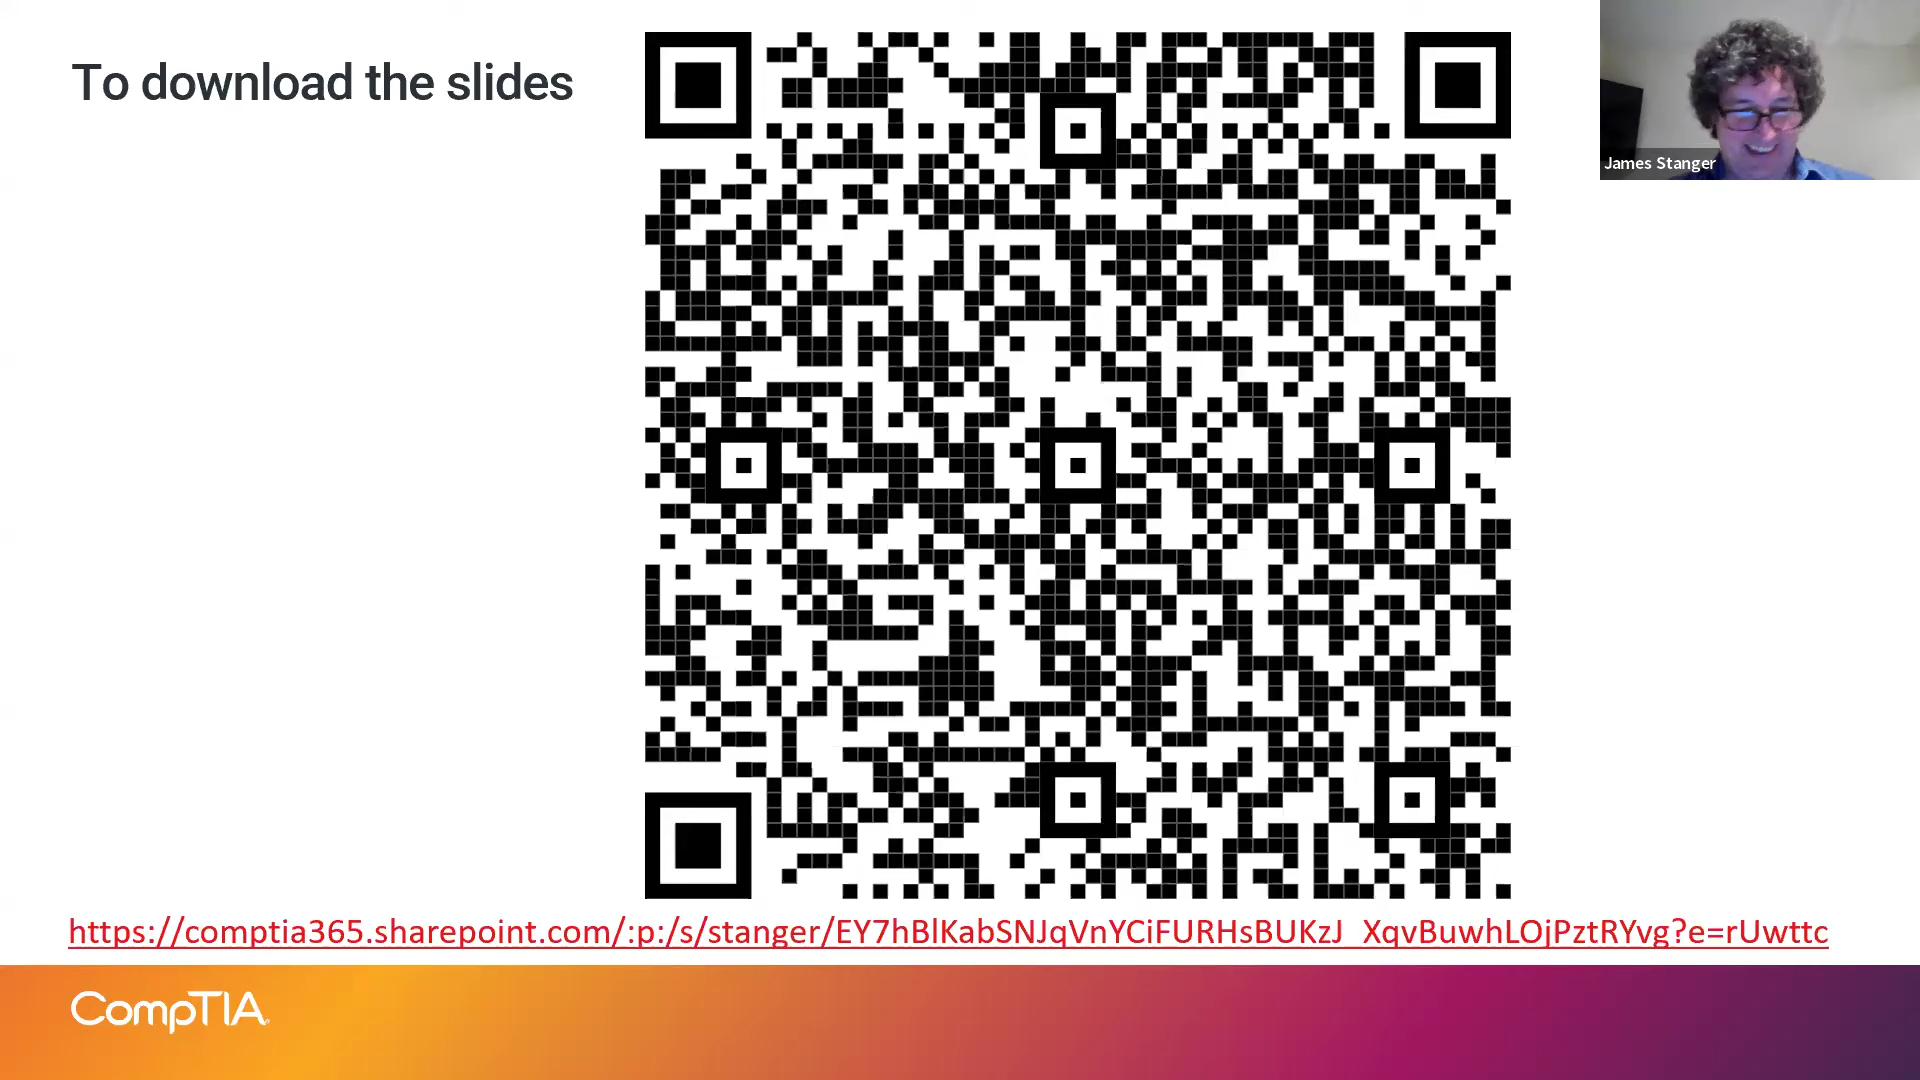 To download the slides
James Stanger
https://comptia365.sharepoint.com/:p:/s/stanger/EY7hBlKabSNJqVnYCiFURHsBUKzJ_XqvBuwhLOjPztRYvg?e=rUwttc
CompTIA